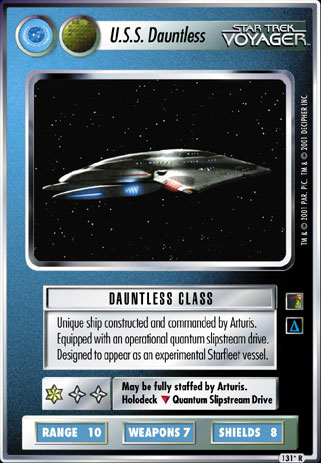 U.S.S. Dauntless
STAR TREK
VOYAGER
TM & © 2001 PAR. PIC. TM & © 2001 DECIPHER INC.
DAUNTLESS CLASS
Unique ship constructed and commanded by Arturis.
Equipped with an operational quantum slipstream drive.
Designed to appear as an experimental Starfleet vessel.
Δ
May be fully staffed by Arturis.
Holodeck ▼ Quantum Slipstream Drive
RANGE 10 WEAPONS 7 SHIELDS 8
131* R